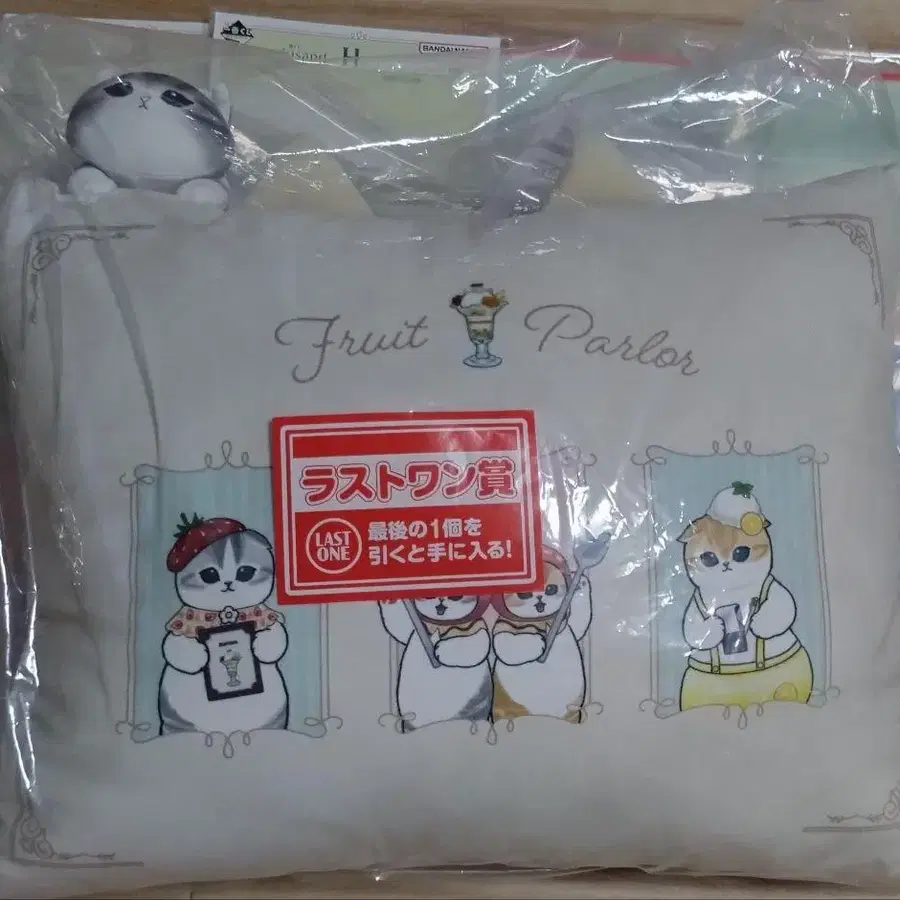 H
BANDAI
Fruit Parlor
ラストワン賞
LAST
ONE
最後の1個を
引くと手に入る!